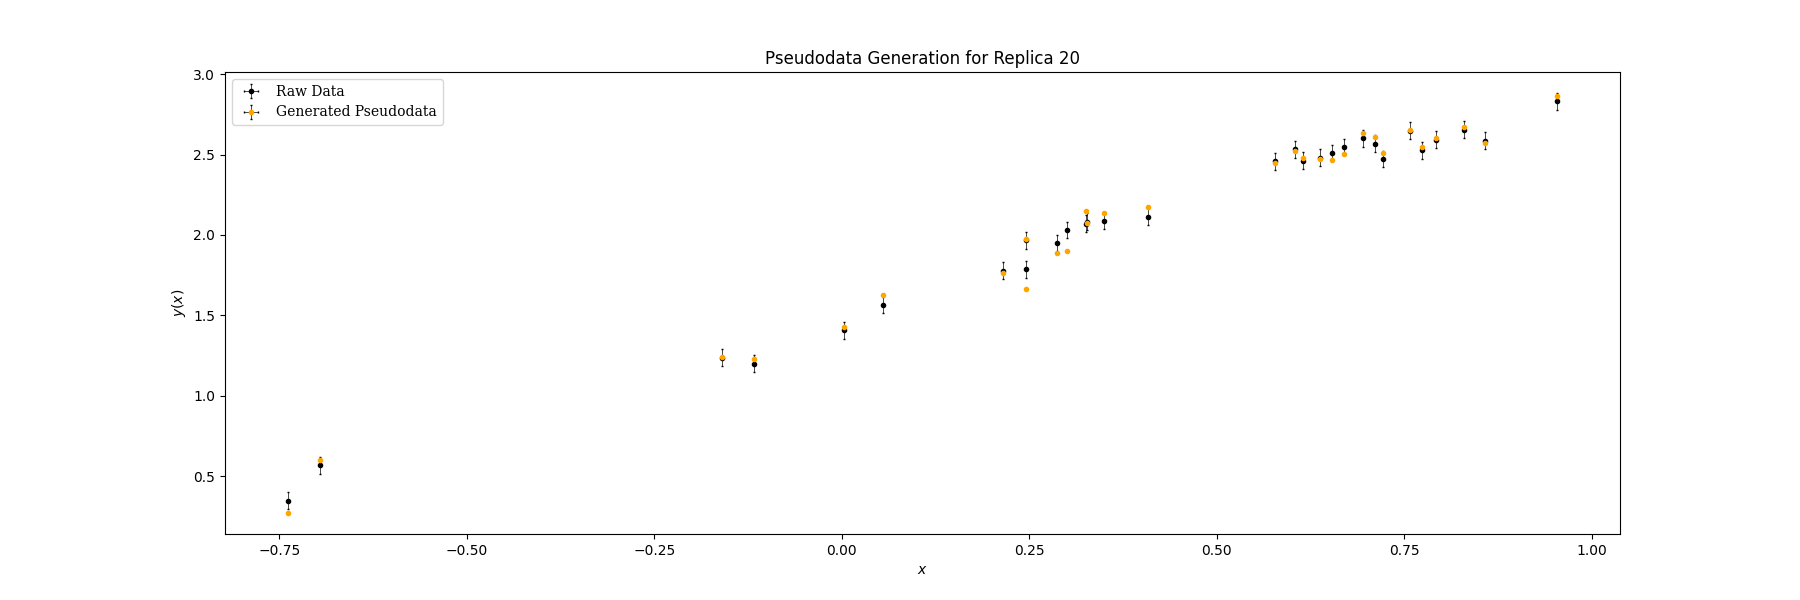 Pseudodata Generation for Replica 20
Raw Data
Generated Pseudodata
3.0
2.5
2.0
1.5
1.0
0.5
y(x)
−0.75 −0.50 −0.25 0.00 0.25 0.50 0.75 1.00
x